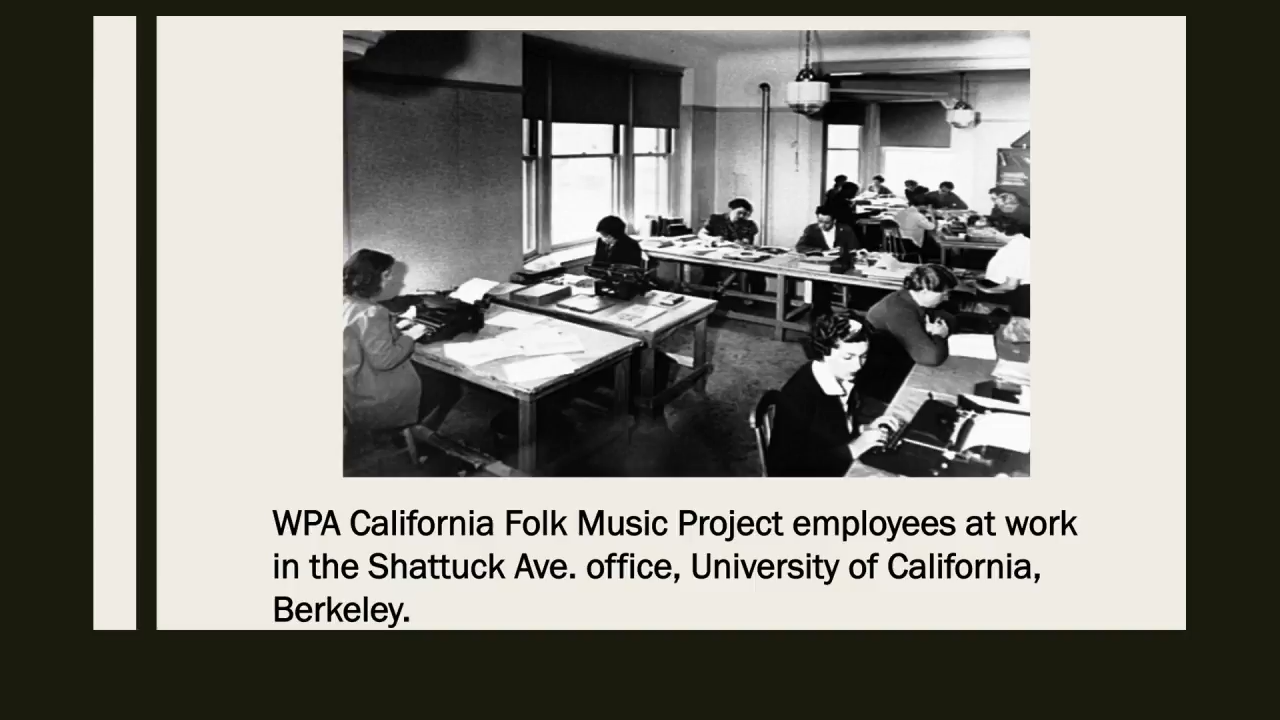 WPA California Folk Music Project employees at work
in the Shattuck Ave. office, University of California,
Berkeley.